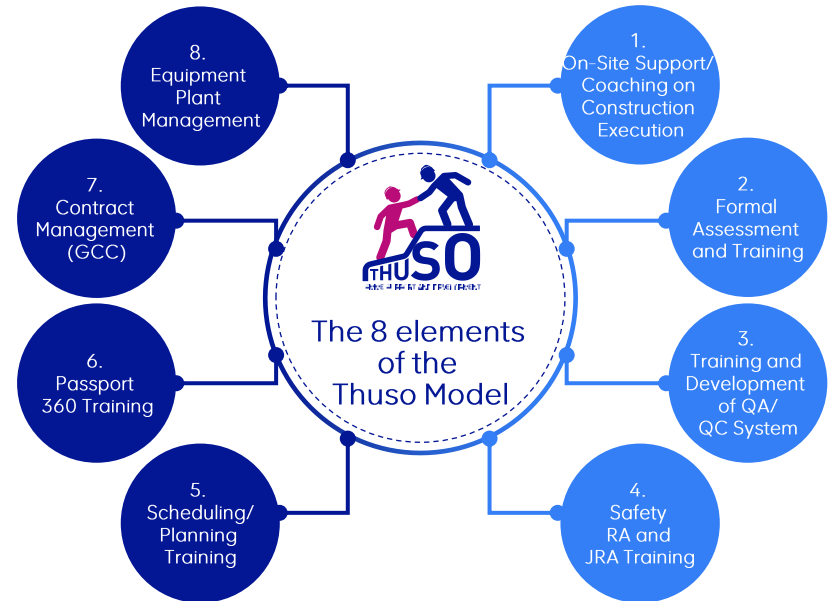 The 8 elements
of the
Thuso Model
THUSO
1.
On-Site Support/
Coaching on
Construction
Execution
2.
Formal
Assessment
and Training
3.
Training and
Development
of QA/
QC System
4.
Safety
RA and
JRA Training
5.
Scheduling/
Planning
Training
6.
Passport
360 Training
7.
Contract
Management
(GCC)
8.
Equipment
Plant
Management